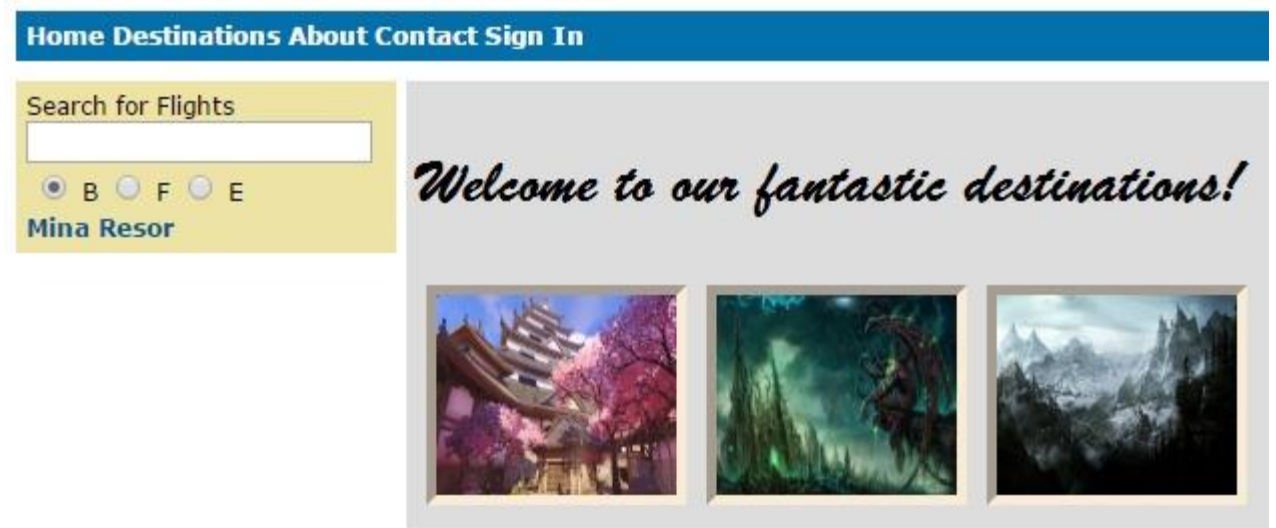 Home Destinations About Contact Sign In
Search for Flights
B F E
Mina Resor
Welcome to our fantastic destinations!